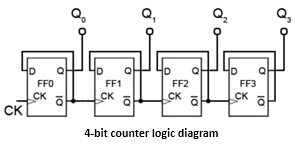 Q0 Q1 Q2 Q3
D D D D
FF0 FF1 FF2 FF3
CK CK CK CK CK
Q̅ Q̅ Q̅ Q̅
4-bit counter logic diagram